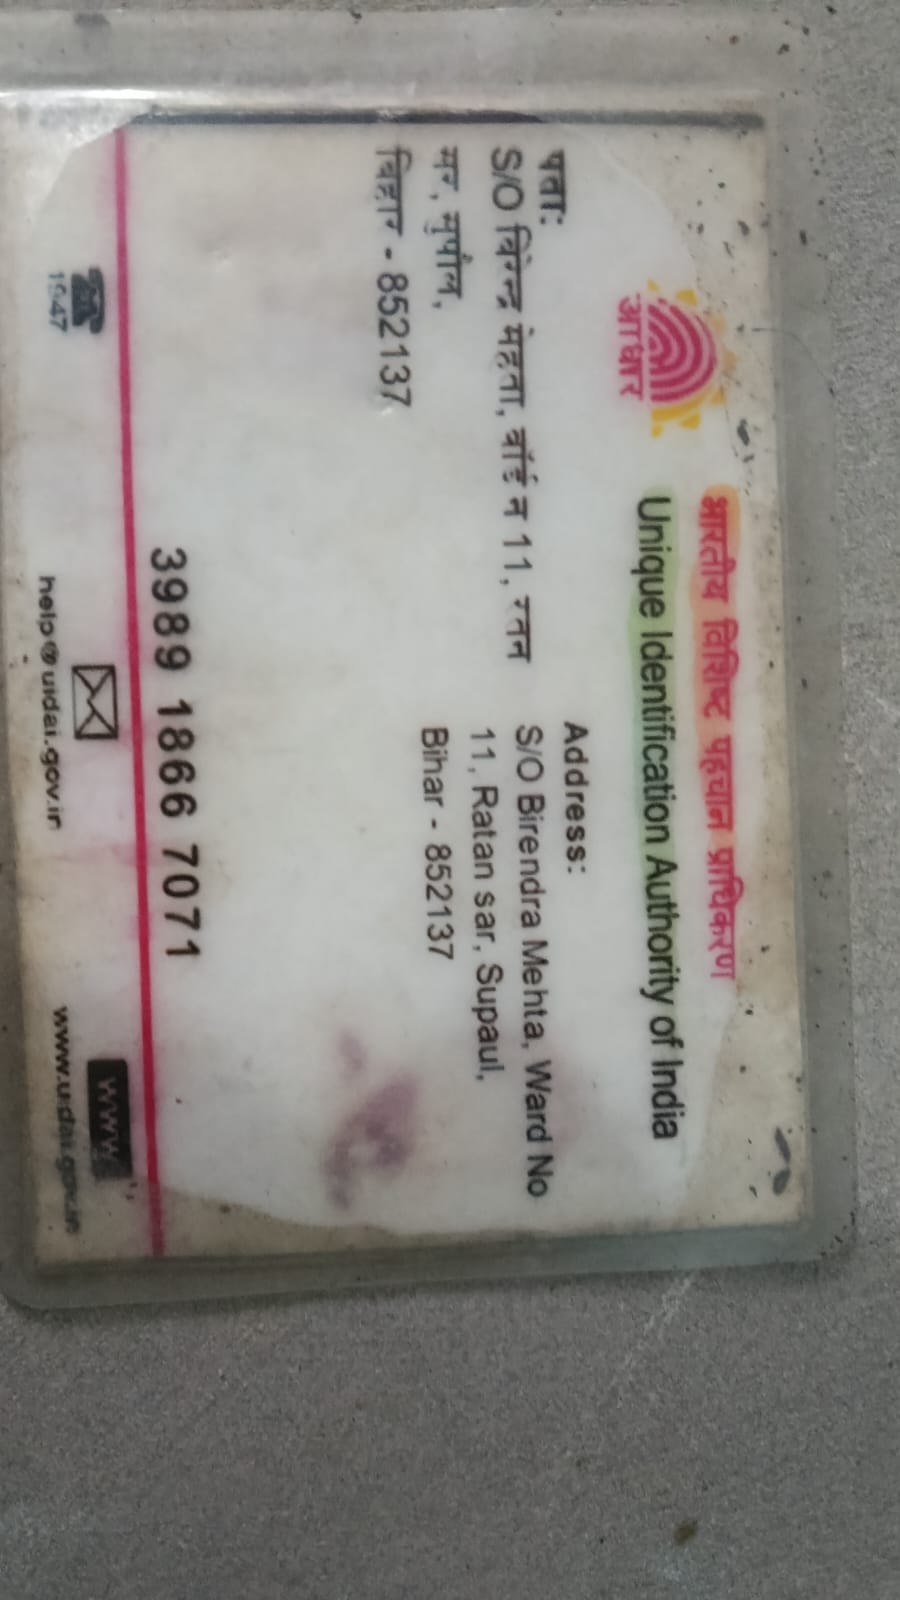 भारतीय विशिष्ट पहचान प्राधिकरण
Unique Identification Authority of India
आधार
पता:
S/O बिरेन्द्र मेहता, वॉर्ड न 11, रतन
सर, सुपौल,
बिहार - 852137
Address:
S/O Birendra Mehta, Ward No
11, Ratan sar, Supaul,
Bihar - 852137
3989 1866 7071
1947
help@uidai.gov.in
www
www.uidai.gov.in